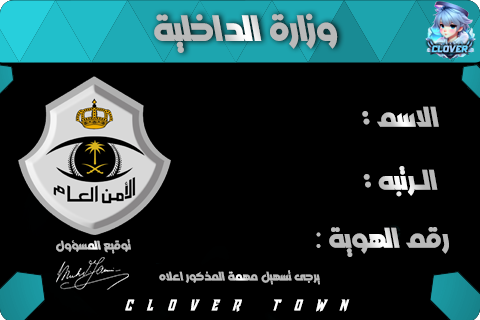 وزارة الداخلية
CLOVER
الاسم :
الرتبه :
الأمن العام
رقم الهوية :
توقيع المسؤول
يرجى تسهيل مهمة المذكور اعلاه
CLOVER TOWN